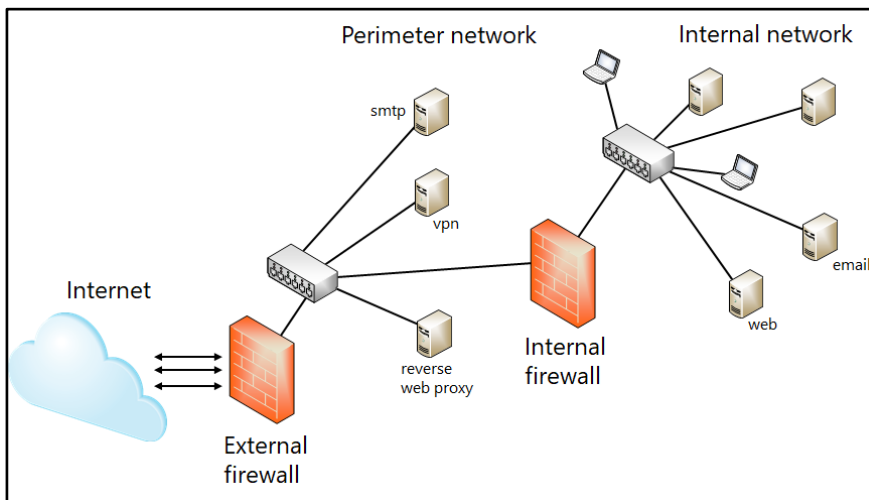 Perimeter network
Internal network
smtp
vpn
email
Internet
web
reverse
web proxy
Internal
firewall
External
firewall